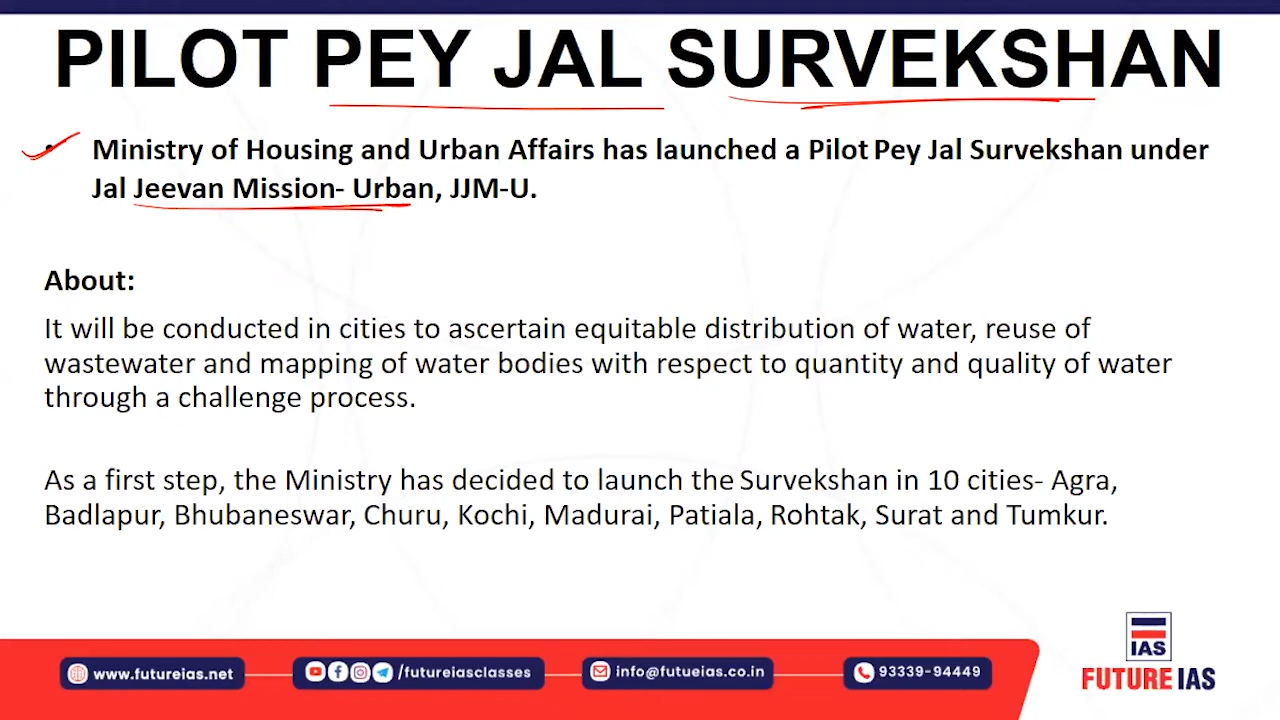 PILOT PEY JAL SURVEKSHAN
• Ministry of Housing and Urban Affairs has launched a Pilot Pey Jal Survekshan under
Jal Jeevan Mission- Urban, JJM-U.
About:
It will be conducted in cities to ascertain equitable distribution of water, reuse of
wastewater and mapping of water bodies with respect to quantity and quality of water
through a challenge process.
As a first step, the Ministry has decided to launch the Survekshan in 10 cities- Agra,
Badlapur, Bhubaneswar, Churu, Kochi, Madurai, Patiala, Rohtak, Surat and Tumkur.
www.futureias.net
/futureiasclasses
info@futueias.co.in
93339-94449
IAS
FUTURE IAS